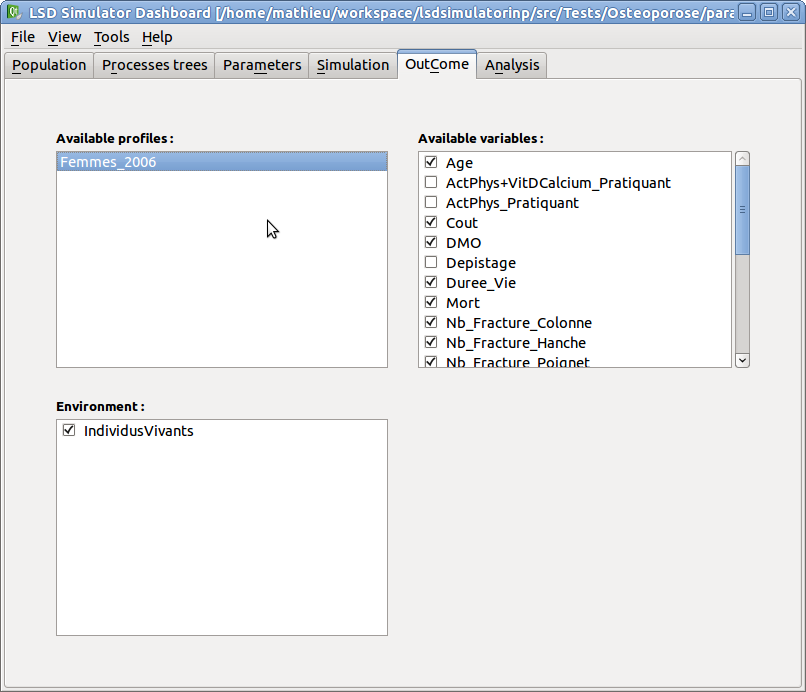 LSD Simulator Dashboard [/home/mathieu/workspace/lsdsimulatorinp/src/Tests/Osteoporose/para
File View Tools Help
Population Processes trees Parameters Simulation OutCome Analysis
Available profiles :
Femmes_2006
Available variables :
Age
ActPhys+VitDCalcium_Pratiquant
ActPhys_Pratiquant
Cout
DMO
Depistage
Duree_Vie
Mort
Nb_Fracture_Colonne
Nb_Fracture_Hanche
Nb_Fracture_Poignet
Environment :
IndividusVivants